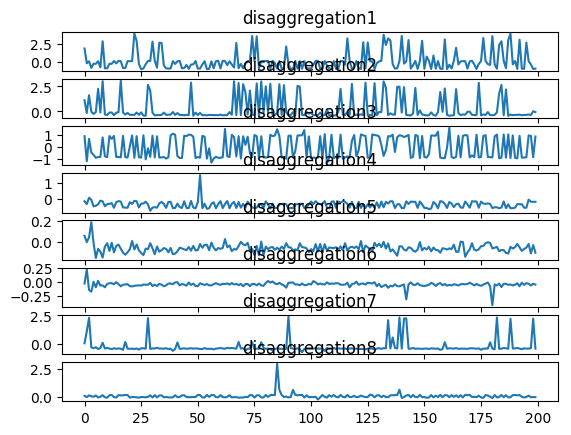 disaggregation1
2.5
0.0
disaggregation2
2.5
0.0
disaggregation3
1
0
−1
disaggregation4
1
0
disaggregation5
0.2
0.0
disaggregation6
0.25
0.00
−0.25
disaggregation7
2.5
0.0
disaggregation8
2.5
0.0
0 25 50 75 100 125 150 175 200